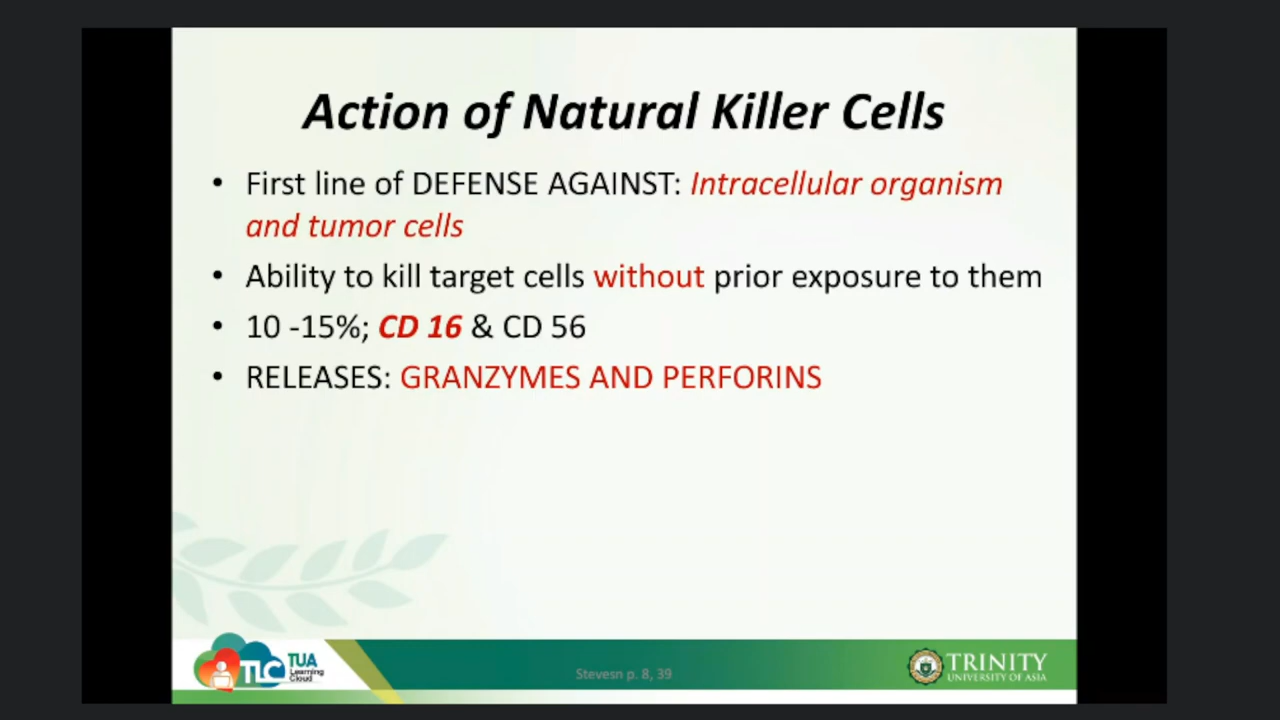 Action of Natural Killer Cells
• First line of DEFENSE AGAINST: Intracellular organism
and tumor cells
• Ability to kill target cells without prior exposure to them
• 10 -15%; CD 16 & CD 56
• RELEASES: GRANZYMES AND PERFORINS
TLC TUA
Learning
Cloud
Stevesn p. 8, 39
TRINITY
UNIVERSITY OF ASIA